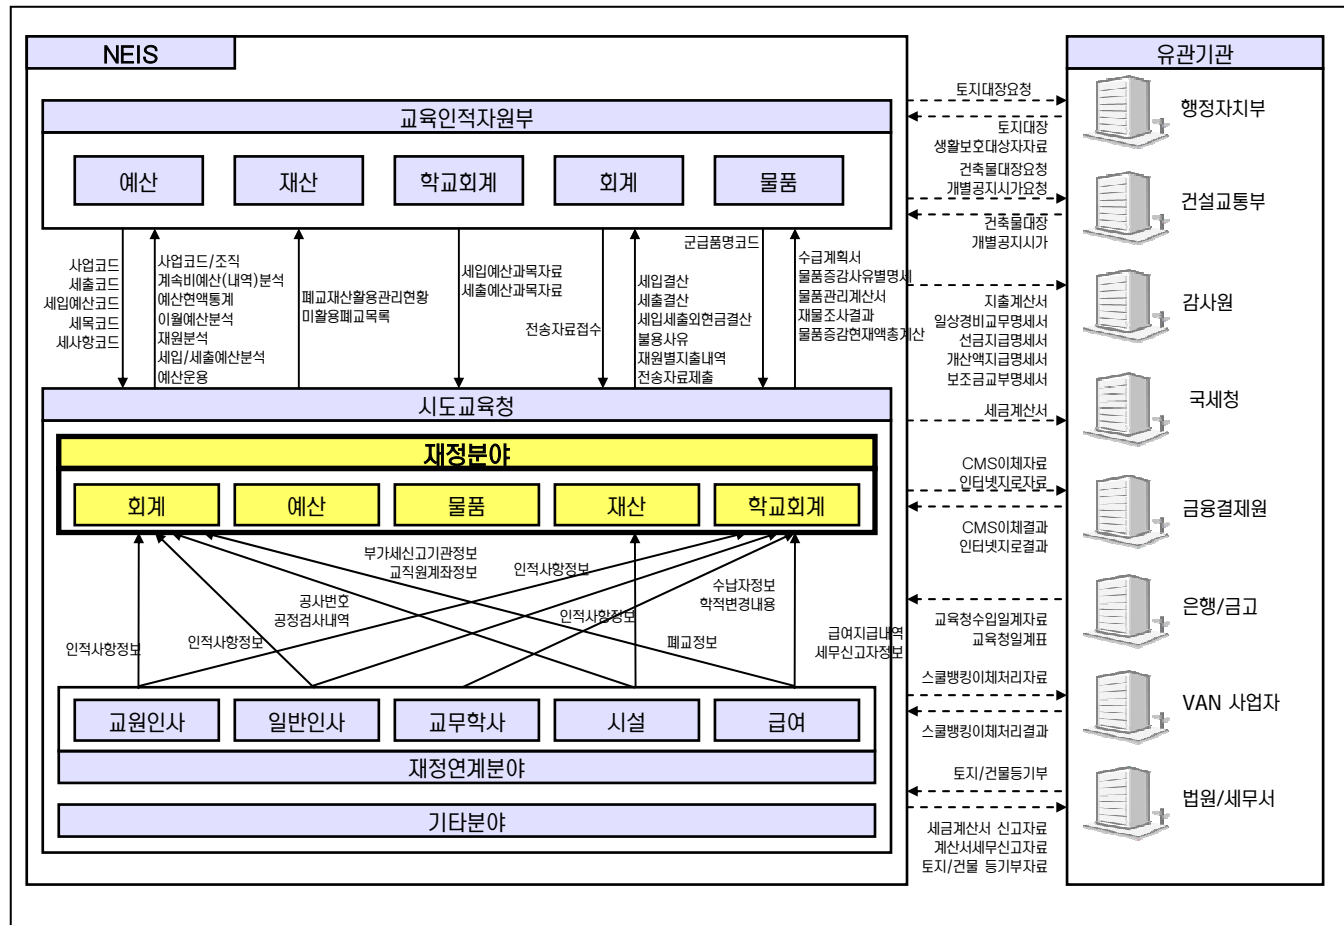 NEIS
유관기관
교육인적자원부
예산
재산
학교회계
회계
물품
사업코드
세출코드
세입예산코드
세목코드
세사항코드
사업코드/조직
계속비예산(내역)분석
예산현액통계
이월예산분석
재원분석
세입/세출예산분석
예산운용
폐교재산활용관리현황
미활용폐교목록
세입예산과목자료
세출예산과목자료
전송자료접수
세입결산
세출결산
세입세출외현금결산
불용사유
재원별지출내역
전송자료제출
군급품명코드
수급계획서
물품증감사유별명세
물품관리계산서
재물조사결과
물품증감현재액총계산
시도교육청
재정분야
회계
예산
물품
재산
학교회계
부가세신고기관정보
교직원계좌정보
인적사항정보
수납자정보
학적변경내용
공사번호
공정검사내역
인적사항정보
인적사항정보
인적사항정보
폐교정보
급여지급내역
세무신고자정보
교원인사
일반인사
교무학사
시설
급여
재정연계분야
기타분야
토지대장요청
토지대장
생활보호대상자자료
행정자치부
건축물대장요청
개별공시지가요청
건축물대장
개별공시지가
건설교통부
지출계산서
일상경비교부명세서
선금지급명세서
개산액지급명세서
보조금교부명세서
감사원
세금계산서
국세청
CMS이체자료
인터넷지로자료
CMS이체결과
인터넷지로결과
금융결제원
교육청수입일계자료
교육청일계표
은행/금고
스쿨뱅킹이체처리자료
스쿨뱅킹이체처리결과
VAN 사업자
토지/건물등기부
세금계산서 신고자료
계산서세무신고자료
토지/건물 등기부자료
법원/세무서